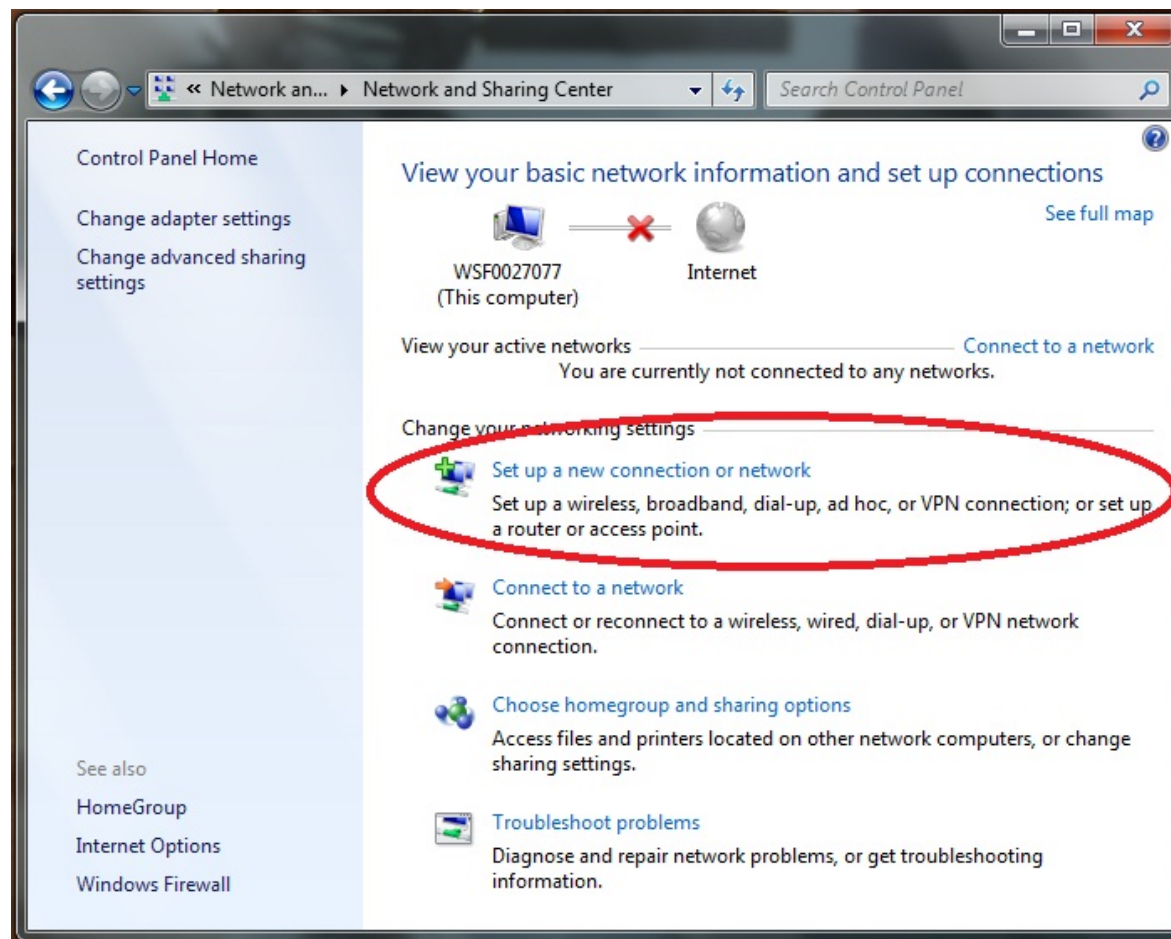 « Network an... ▸ Network and Sharing Center
Search Control Panel
Control Panel Home
Change adapter settings
Change advanced sharing
settings
See also
HomeGroup
Internet Options
Windows Firewall
View your basic network information and set up connections
See full map
WSF0027077
(This computer)
Internet
View your active networks
Connect to a network
You are currently not connected to any networks.
Change your networking settings
Set up a new connection or network
Set up a wireless, broadband, dial-up, ad hoc, or VPN connection; or set up
a router or access point.
Connect to a network
Connect or reconnect to a wireless, wired, dial-up, or VPN network
connection.
Choose homegroup and sharing options
Access files and printers located on other network computers, or change
sharing settings.
Troubleshoot problems
Diagnose and repair network problems, or get troubleshooting
information.